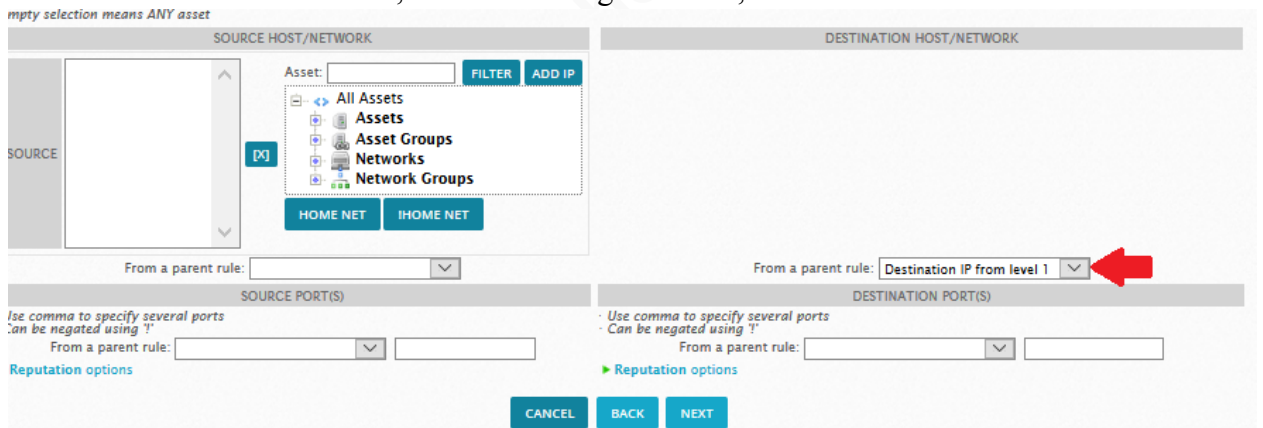 mpty selection means ANY asset
SOURCE HOST/NETWORK
DESTINATION HOST/NETWORK
SOURCE
Asset:
FILTER
ADD IP
All Assets
Assets
Asset Groups
Networks
Network Groups
[X]
HOME NET
!HOME NET
From a parent rule:
From a parent rule: Destination IP from level 1
SOURCE PORT(S)
DESTINATION PORT(S)
Use comma to specify several ports
Can be negated using '!'
From a parent rule:
Reputation options
· Use comma to specify several ports
· Can be negated using '!'
From a parent rule:
Reputation options
CANCEL
BACK
NEXT